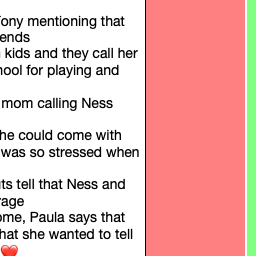 Tony mentioning that
ends
kids and they call her
ool for playing and
mom calling Ness
he could come with
was so stressed when
ts tell that Ness and
rage
ome, Paula says that
hat she wanted to tell
❤️